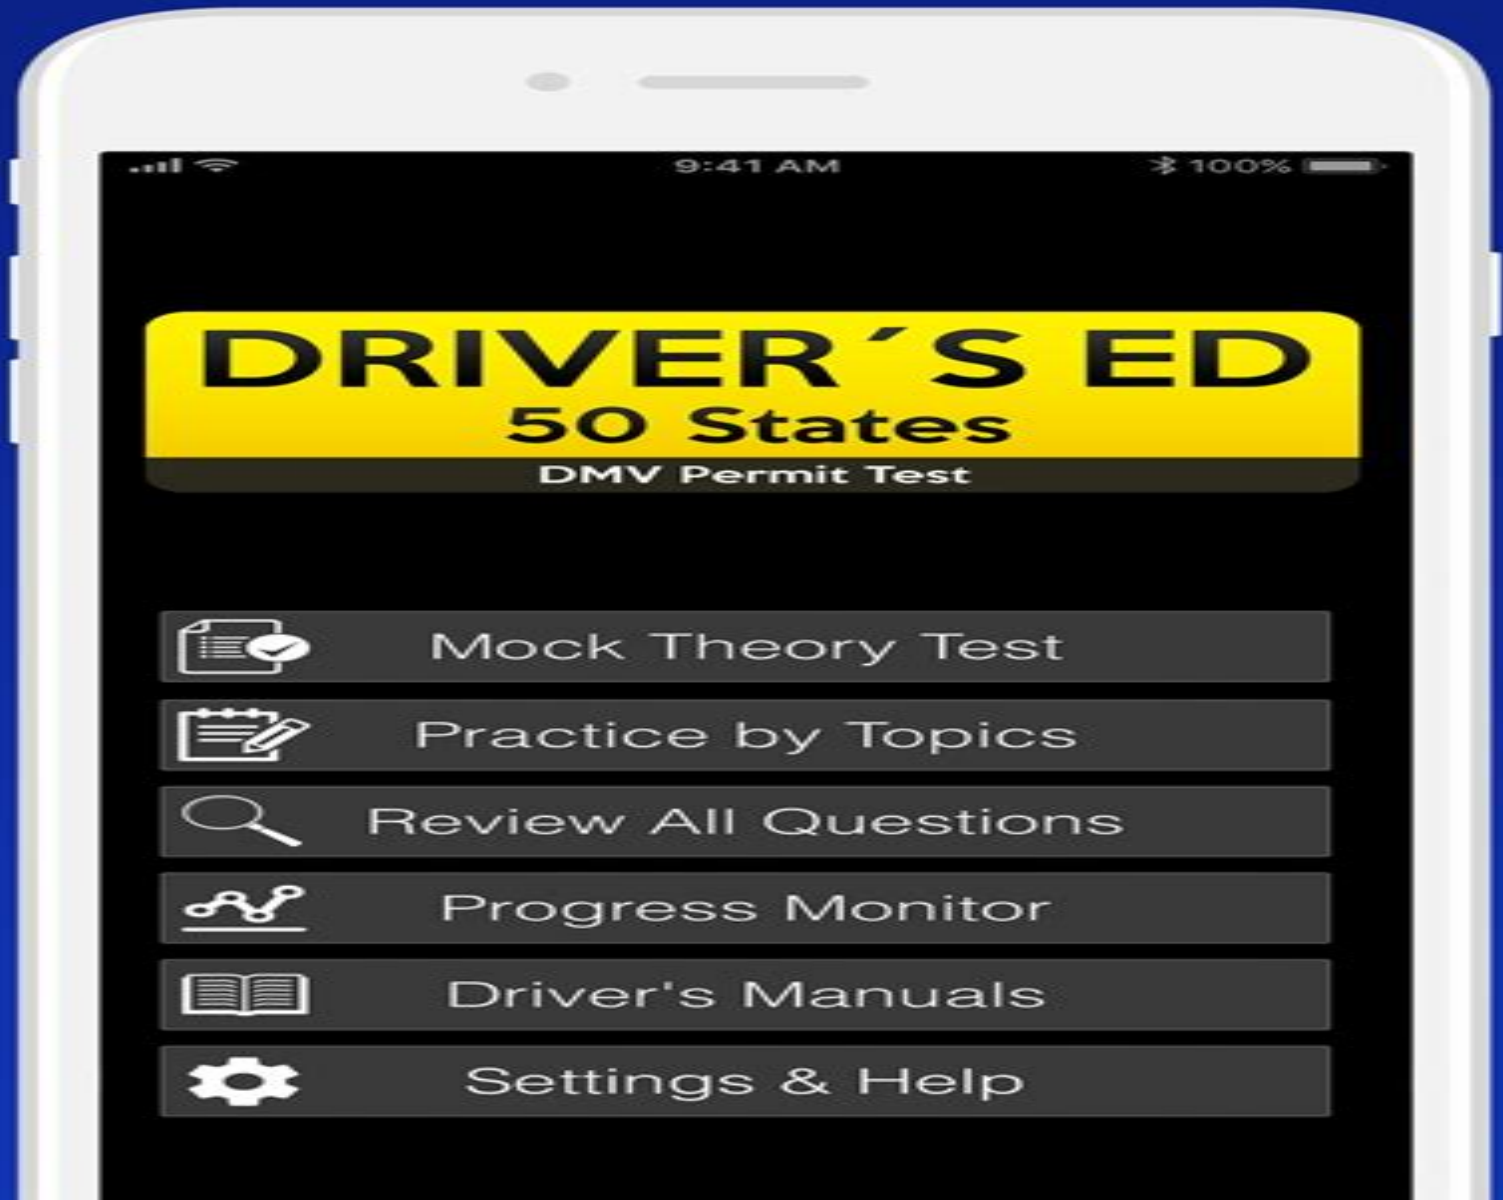 9:41 AM
100%
DRIVER´S ED
50 States
DMV Permit Test
Mock Theory Test
Practice by Topics
Review All Questions
Progress Monitor
Driver's Manuals
Settings & Help